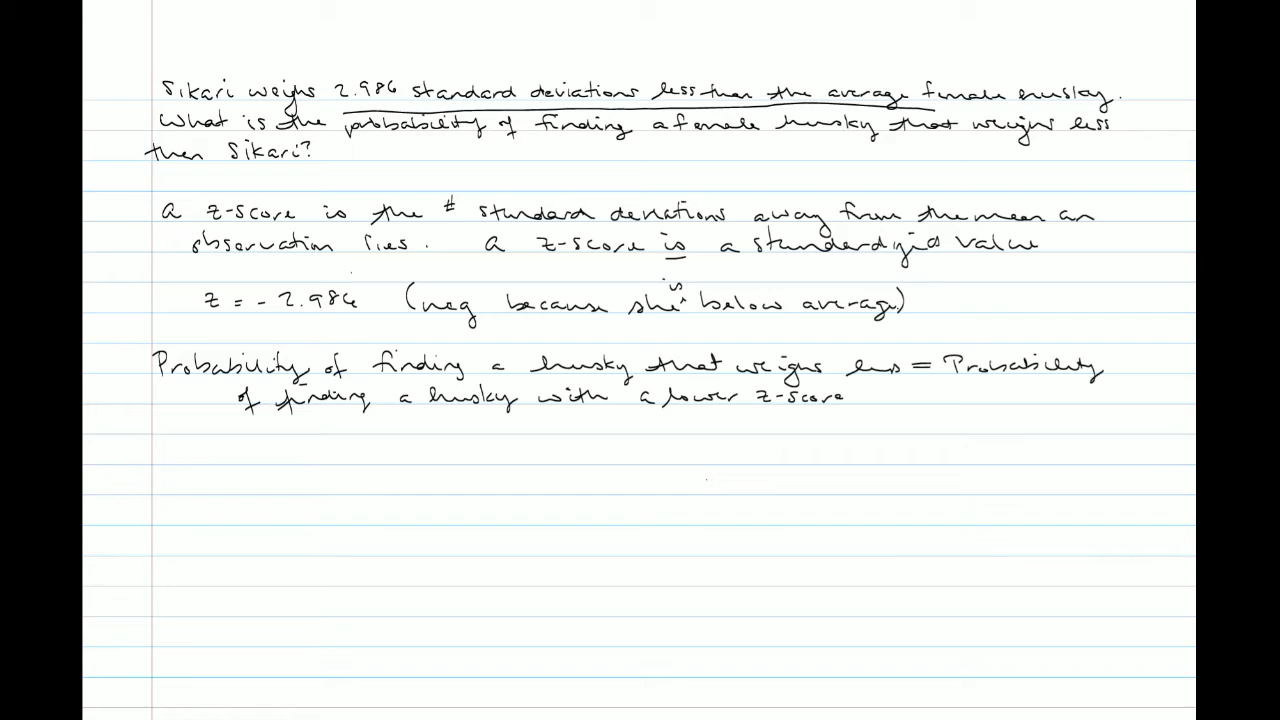 Sikari weighs 2.986 standard deviations less then the average female husky.
What is the probability of finding a female husky that weighs less
then Sikari?
A z-score is the # standard deviations away from the mean an
observation lies. A z-score is a standardized value
z = -2.986 (neg because she is below average)
Probability of finding a husky that weighs less = Probability
of finding a husky with a lower z-score